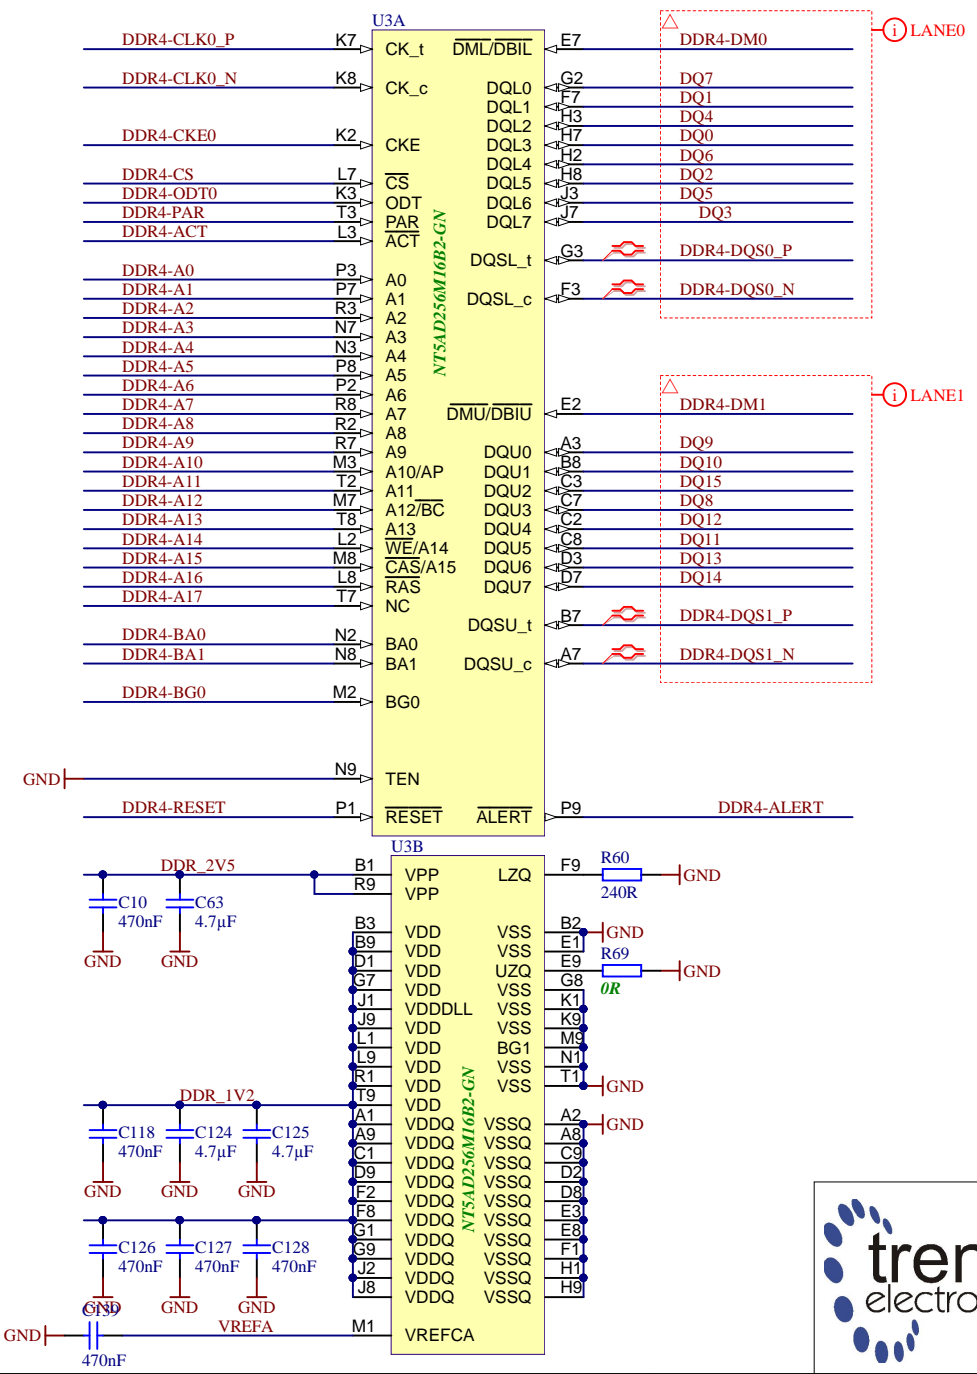 U3A
DDR4-CLK0_P K7 CK_t DML/DBIL E7 DDR4-DM0
LANE0
DDR4-CLK0_N K8 CK_c DQL0 G2 DQ7
DQL1 F7 DQ1
DQL2 H3 DQ4
DDR4-CKE0 K2 CKE DQL3 H7 DQ0
DQL4 H2 DQ6
DDR4-CS L7 CS DQL5 H8 DQ2
DDR4-ODT0 K3 ODT DQL6 J3 DQ5
DDR4-PAR T3 PAR DQL7 J7 DQ3
DDR4-ACT L3 ACT
DQSL_t G3 DDR4-DQS0_P
DDR4-A0 P3 A0
DDR4-A1 P7 A1 DQSL_c F3 DDR4-DQS0_N
DDR4-A2 R3 A2
DDR4-A3 N7 A3
DDR4-A4 N3 A4
DDR4-A5 P8 A5
DDR4-A6 P2 A6
DDR4-A7 R8 A7 DMU/DBIU E2 DDR4-DM1
LANE1
DDR4-A8 R2 A8
DDR4-A9 R7 A9 DQU0 A3 DQ9
DDR4-A10 M3 A10/AP DQU1 B8 DQ10
DDR4-A11 T2 A11 DQU2 C3 DQ15
DDR4-A12 M7 A12/BC DQU3 C7 DQ8
DDR4-A13 T8 A13 DQU4 C2 DQ12
DDR4-A14 L2 WE/A14 DQU5 C8 DQ11
DDR4-A15 M8 CAS/A15 DQU6 D3 DQ13
DDR4-A16 L8 RAS DQU7 D7 DQ14
DDR4-A17 T7 NC
DQSU_t B7 DDR4-DQS1_P
DDR4-BA0 N2 BA0
DDR4-BA1 N8 BA1 DQSU_c A7 DDR4-DQS1_N
DDR4-BG0 M2 BG0
GND N9 TEN
DDR4-RESET P1 RESET ALERT P9 DDR4-ALERT
NT5AD256M16B2-GN
U3B
DDR_2V5 B1 VPP LZQ F9 R60 GND
240R
R9 VPP
C10 C63
470nF 4.7µF
GND GND
B3 VDD VSS B2 GND
B9 VDD VSS E1
D1 VDD UZQ E9 R69 GND
0R
G7 VDD VSS G8
J1 VDDDLL VSS K1
J9 VDD VSS K9
L1 VDD BG1 M9
L9 VDD VSS N1
R1 VDD VSS T1 GND
DDR_1V2 T9 VDD
A1 VDDQ VSSQ A2 GND
A9 VDDQ VSSQ A8
C1 VDDQ VSSQ C9
D9 VDDQ VSSQ D2
F2 VDDQ VSSQ D8
F8 VDDQ VSSQ E3
G1 VDDQ VSSQ E8
G9 VDDQ VSSQ F1
J2 VDDQ VSSQ H1
J8 VDDQ VSSQ H9
C118 C124 C125
470nF 4.7µF 4.7µF
GND GND GND
C126 C127 C128
470nF 470nF 470nF
GND GND GND
C139
GND VREFA M1 VREFCA
470nF
NT5AD256M16B2-GN
tren
electro